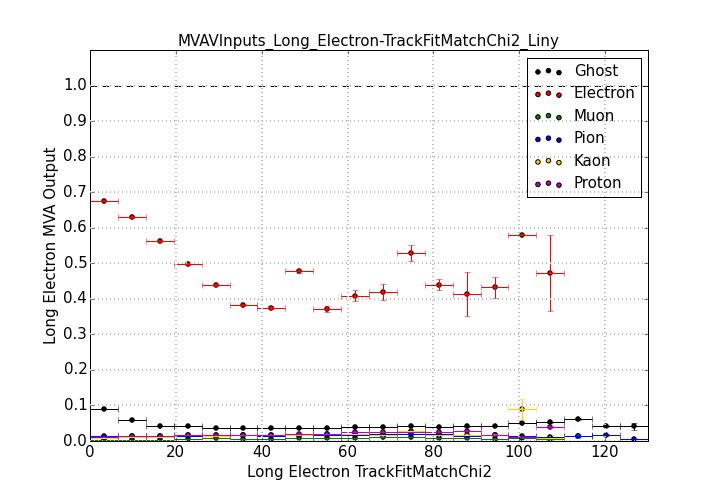 MVAVInputs_Long_Electron-TrackFitMatchChi2_Liny
Long Electron MVA Output
1.0
0.9
0.8
0.7
0.6
0.5
0.4
0.3
0.2
0.1
0.0
Ghost
Electron
Muon
Pion
Kaon
Proton
0 20 40 60 80 100 120
Long Electron TrackFitMatchChi2